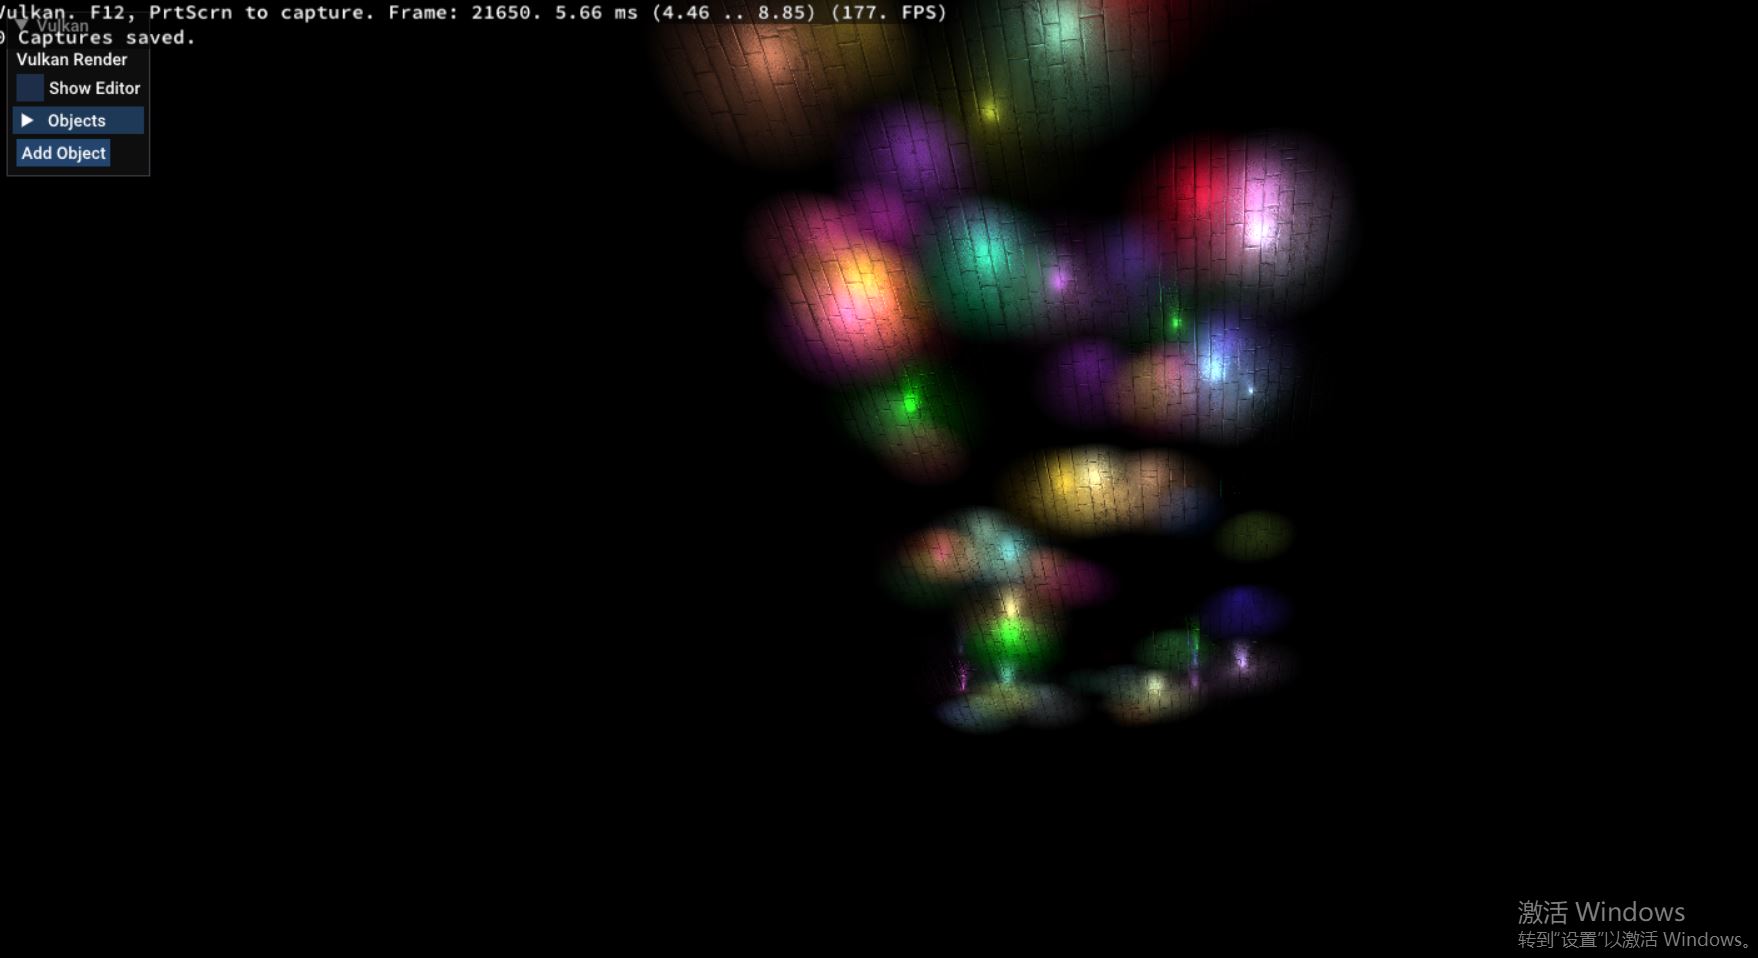 Vulkan. F12, PrtScrn to capture. Frame: 21650. 5.66 ms (4.46 .. 8.85) (177. FPS)
Vulkan
0 Captures saved.
Vulkan Render
Show Editor
Objects
Add Object
激活 Windows
转到“设置”以激活 Windows。